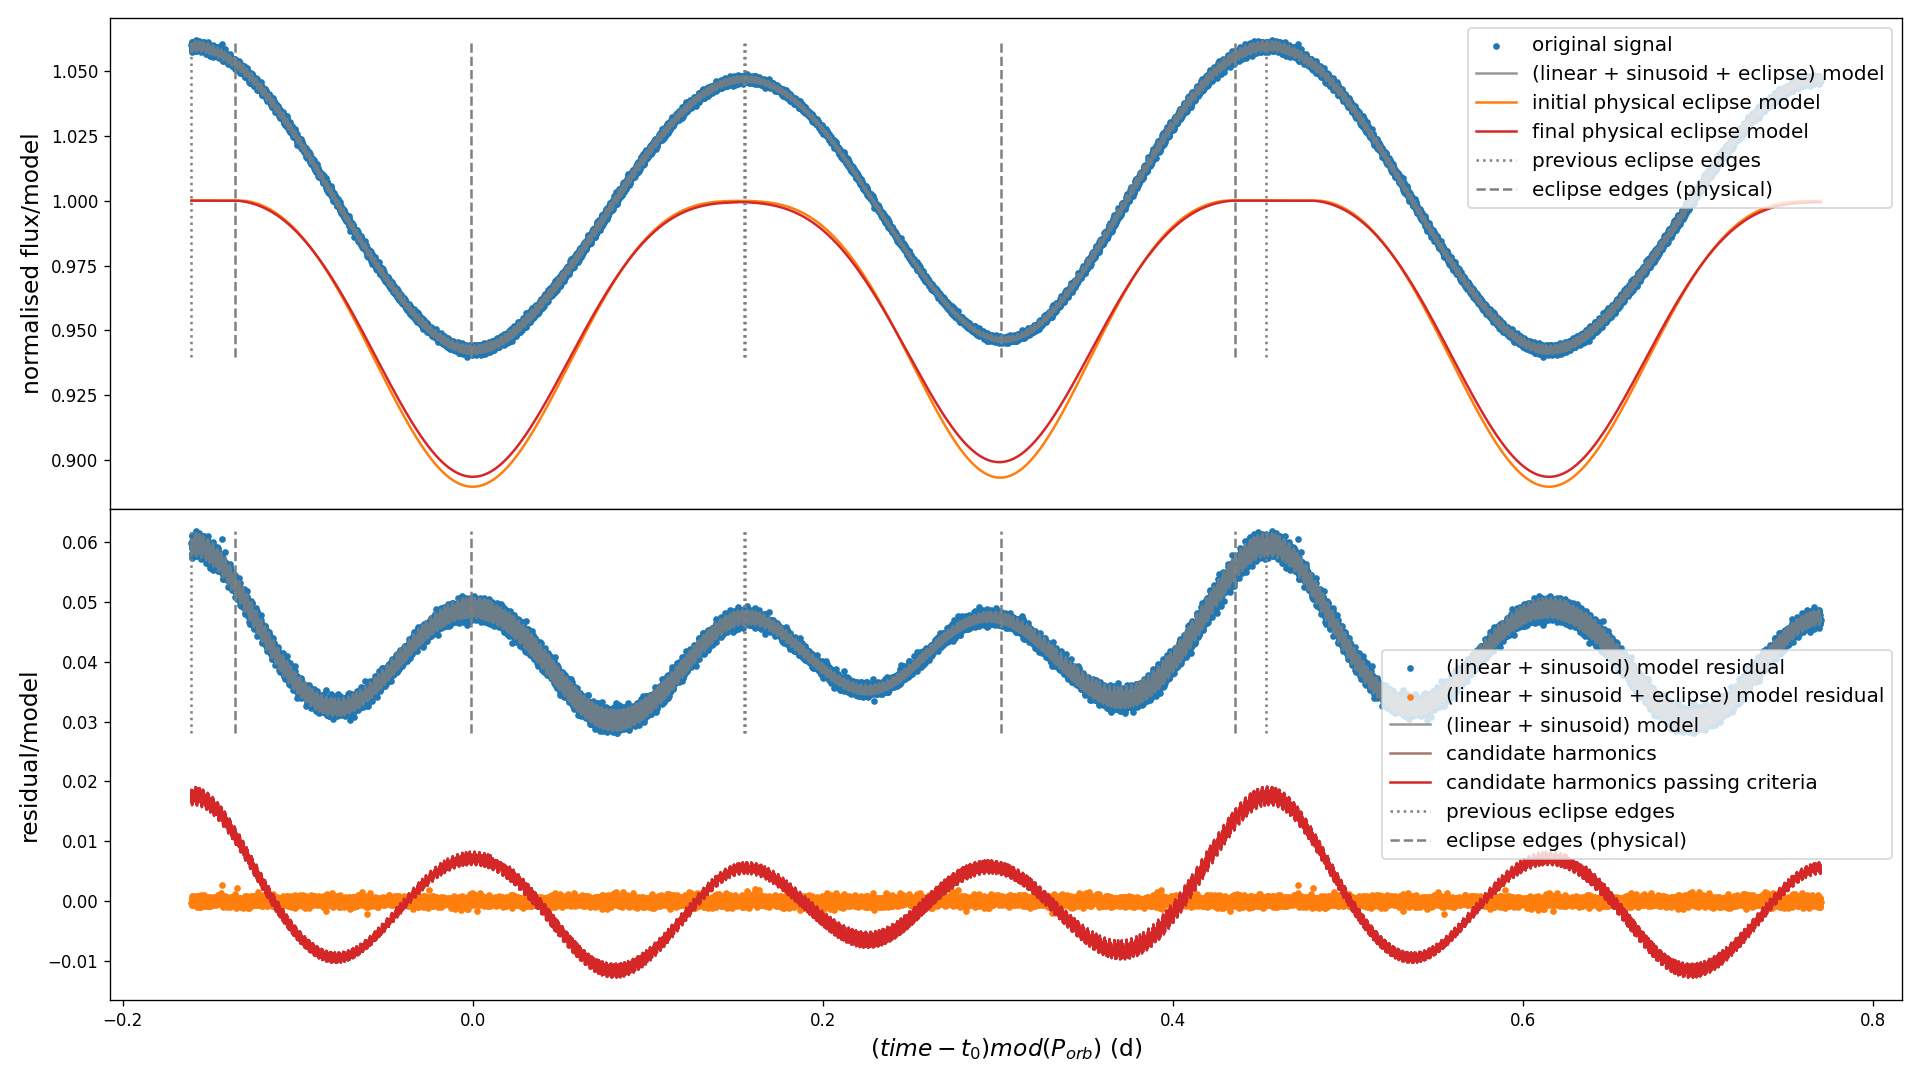 normalised flux/model
1.050
1.025
1.000
0.975
0.950
0.925
0.900
original signal
(linear + sinusoid + eclipse) model
initial physical eclipse model
final physical eclipse model
previous eclipse edges
eclipse edges (physical)
residual/model
0.06
0.05
0.04
0.03
0.02
0.01
0.00
−0.01
(linear + sinusoid) model residual
(linear + sinusoid + eclipse) model residual
(linear + sinusoid) model
candidate harmonics
candidate harmonics passing criteria
previous eclipse edges
eclipse edges (physical)
−0.2 0.0 0.2 0.4 0.6 0.8
(time − t₀)mod(Pₒᵣb) (d)